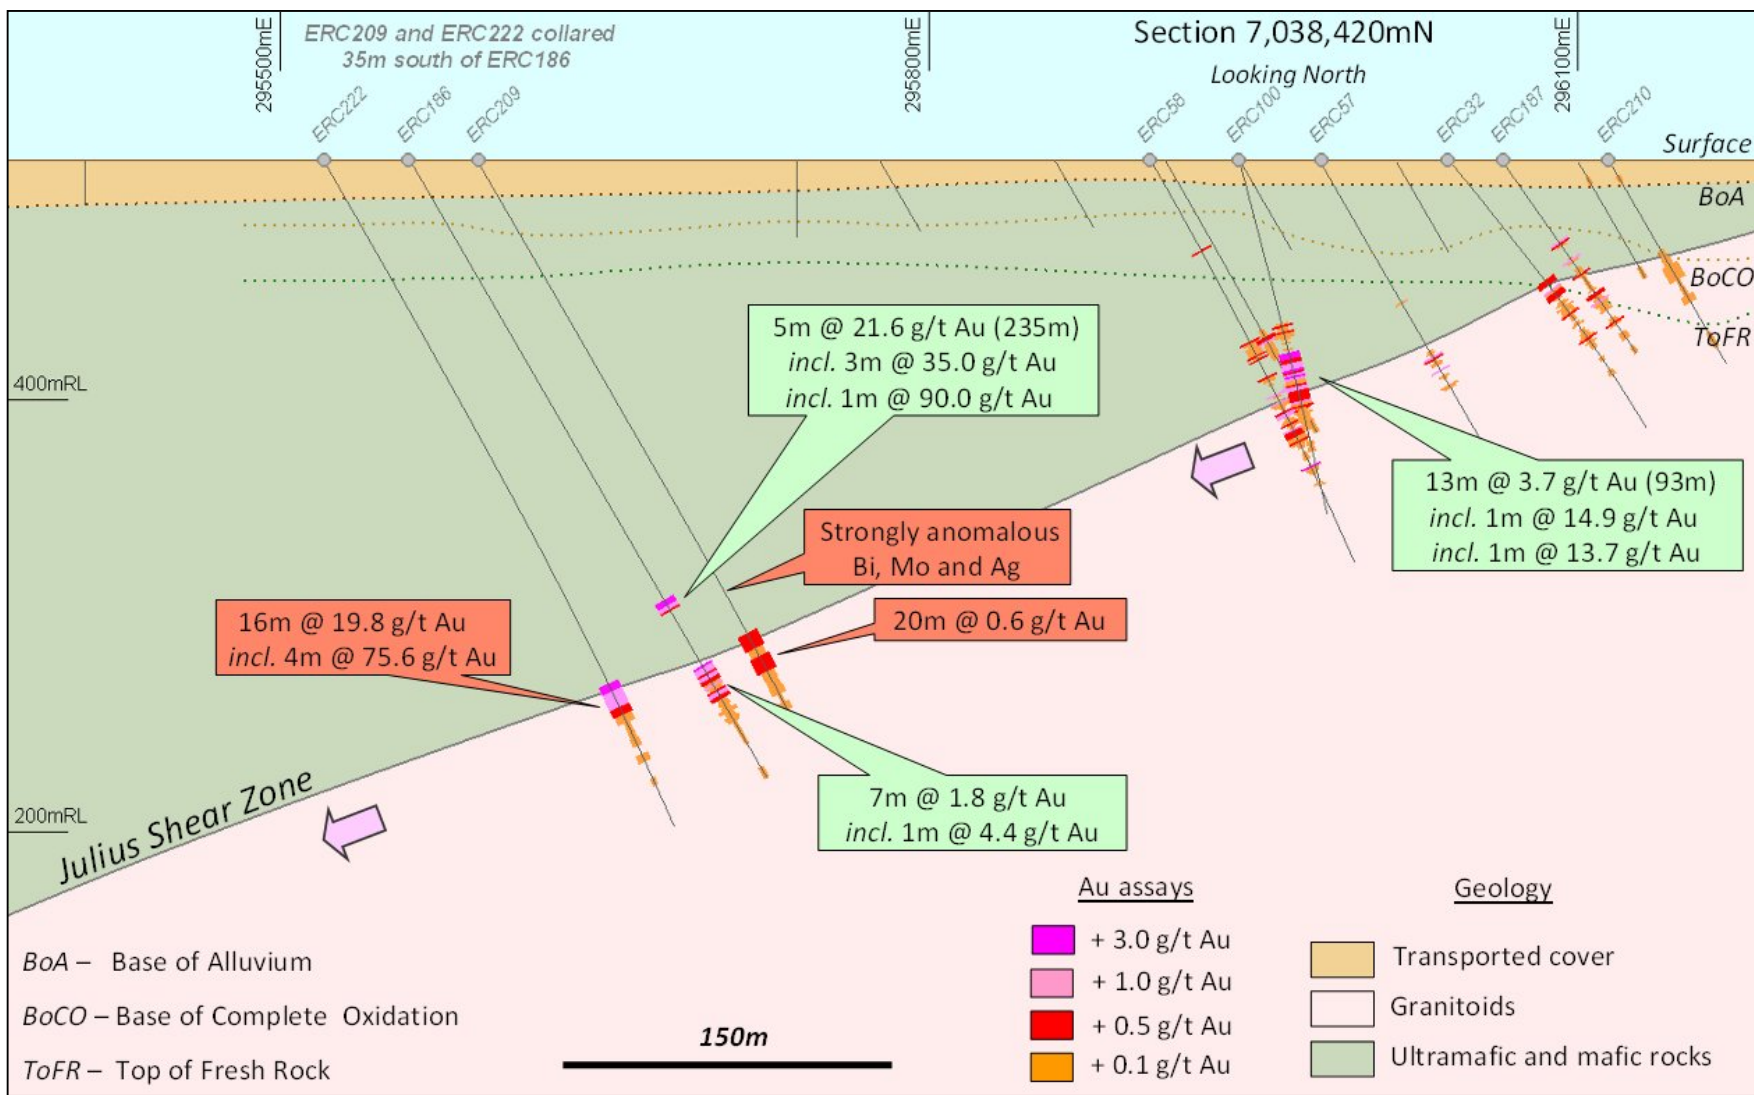 295500mE
ERC209 and ERC222 collared
35m south of ERC186
295800mE
Section 7,038,420mN
Looking North
296100mE
ERC222
ERC186
ERC209
ERC58
ERC100
ERC57
ERC32
ERC187
ERC210
Surface
BoA
BoCO
ToFR
5m @ 21.6 g/t Au (235m)
incl. 3m @ 35.0 g/t Au
incl. 1m @ 90.0 g/t Au
400mRL
13m @ 3.7 g/t Au (93m)
incl. 1m @ 14.9 g/t Au
incl. 1m @ 13.7 g/t Au
Strongly anomalous
Bi, Mo and Ag
16m @ 19.8 g/t Au
incl. 4m @ 75.6 g/t Au
20m @ 0.6 g/t Au
7m @ 1.8 g/t Au
incl. 1m @ 4.4 g/t Au
200mRL
Julius Shear Zone
BoA – Base of Alluvium
BoCO – Base of Complete Oxidation
ToFR – Top of Fresh Rock
150m
Au assays
+ 3.0 g/t Au
+ 1.0 g/t Au
+ 0.5 g/t Au
+ 0.1 g/t Au
Geology
Transported cover
Granitoids
Ultramafic and mafic rocks